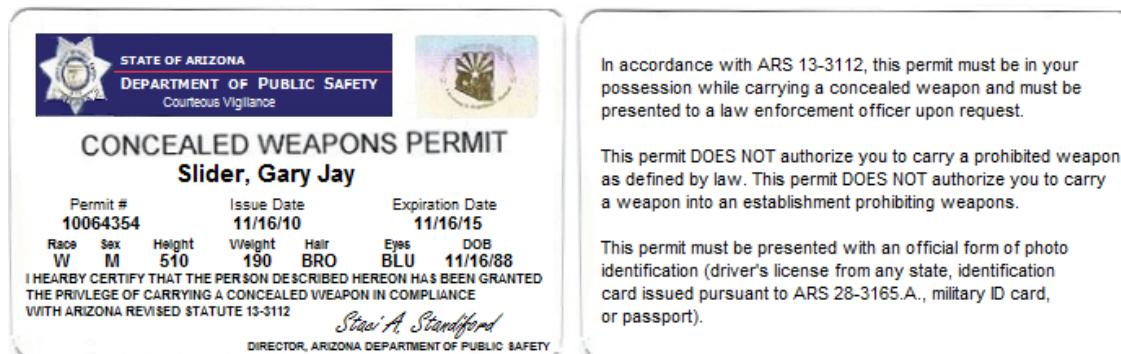 STATE OF ARIZONA
DEPARTMENT OF PUBLIC SAFETY
Courteous Vigilance
CONCEALED WEAPONS PERMIT
Slider, Gary Jay
Permit # Issue Date Expiration Date
10064354 11/16/10 11/16/15
Race Sex Height Weight Hair Eyes DOB
W M 510 190 BRO BLU 11/16/88
I HEARBY CERTIFY THAT THE PERSON DESCRIBED HEREON HAS BEEN GRANTED
THE PRIVLEGE OF CARRYING A CONCEALED WEAPON IN COMPLIANCE
WITH ARIZONA REVISED STATUTE 13-3112
Staci A. Standiford
DIRECTOR, ARIZONA DEPARTMENT OF PUBLIC SAFETY
In accordance with ARS 13-3112, this permit must be in your
possession while carrying a concealed weapon and must be
presented to a law enforcement officer upon request.
This permit DOES NOT authorize you to carry a prohibited weapon
as defined by law. This permit DOES NOT authorize you to carry
a weapon into an establishment prohibiting weapons.
This permit must be presented with an official form of photo
identification (driver's license from any state, identification
card issued pursuant to ARS 28-3165.A., military ID card,
or passport).